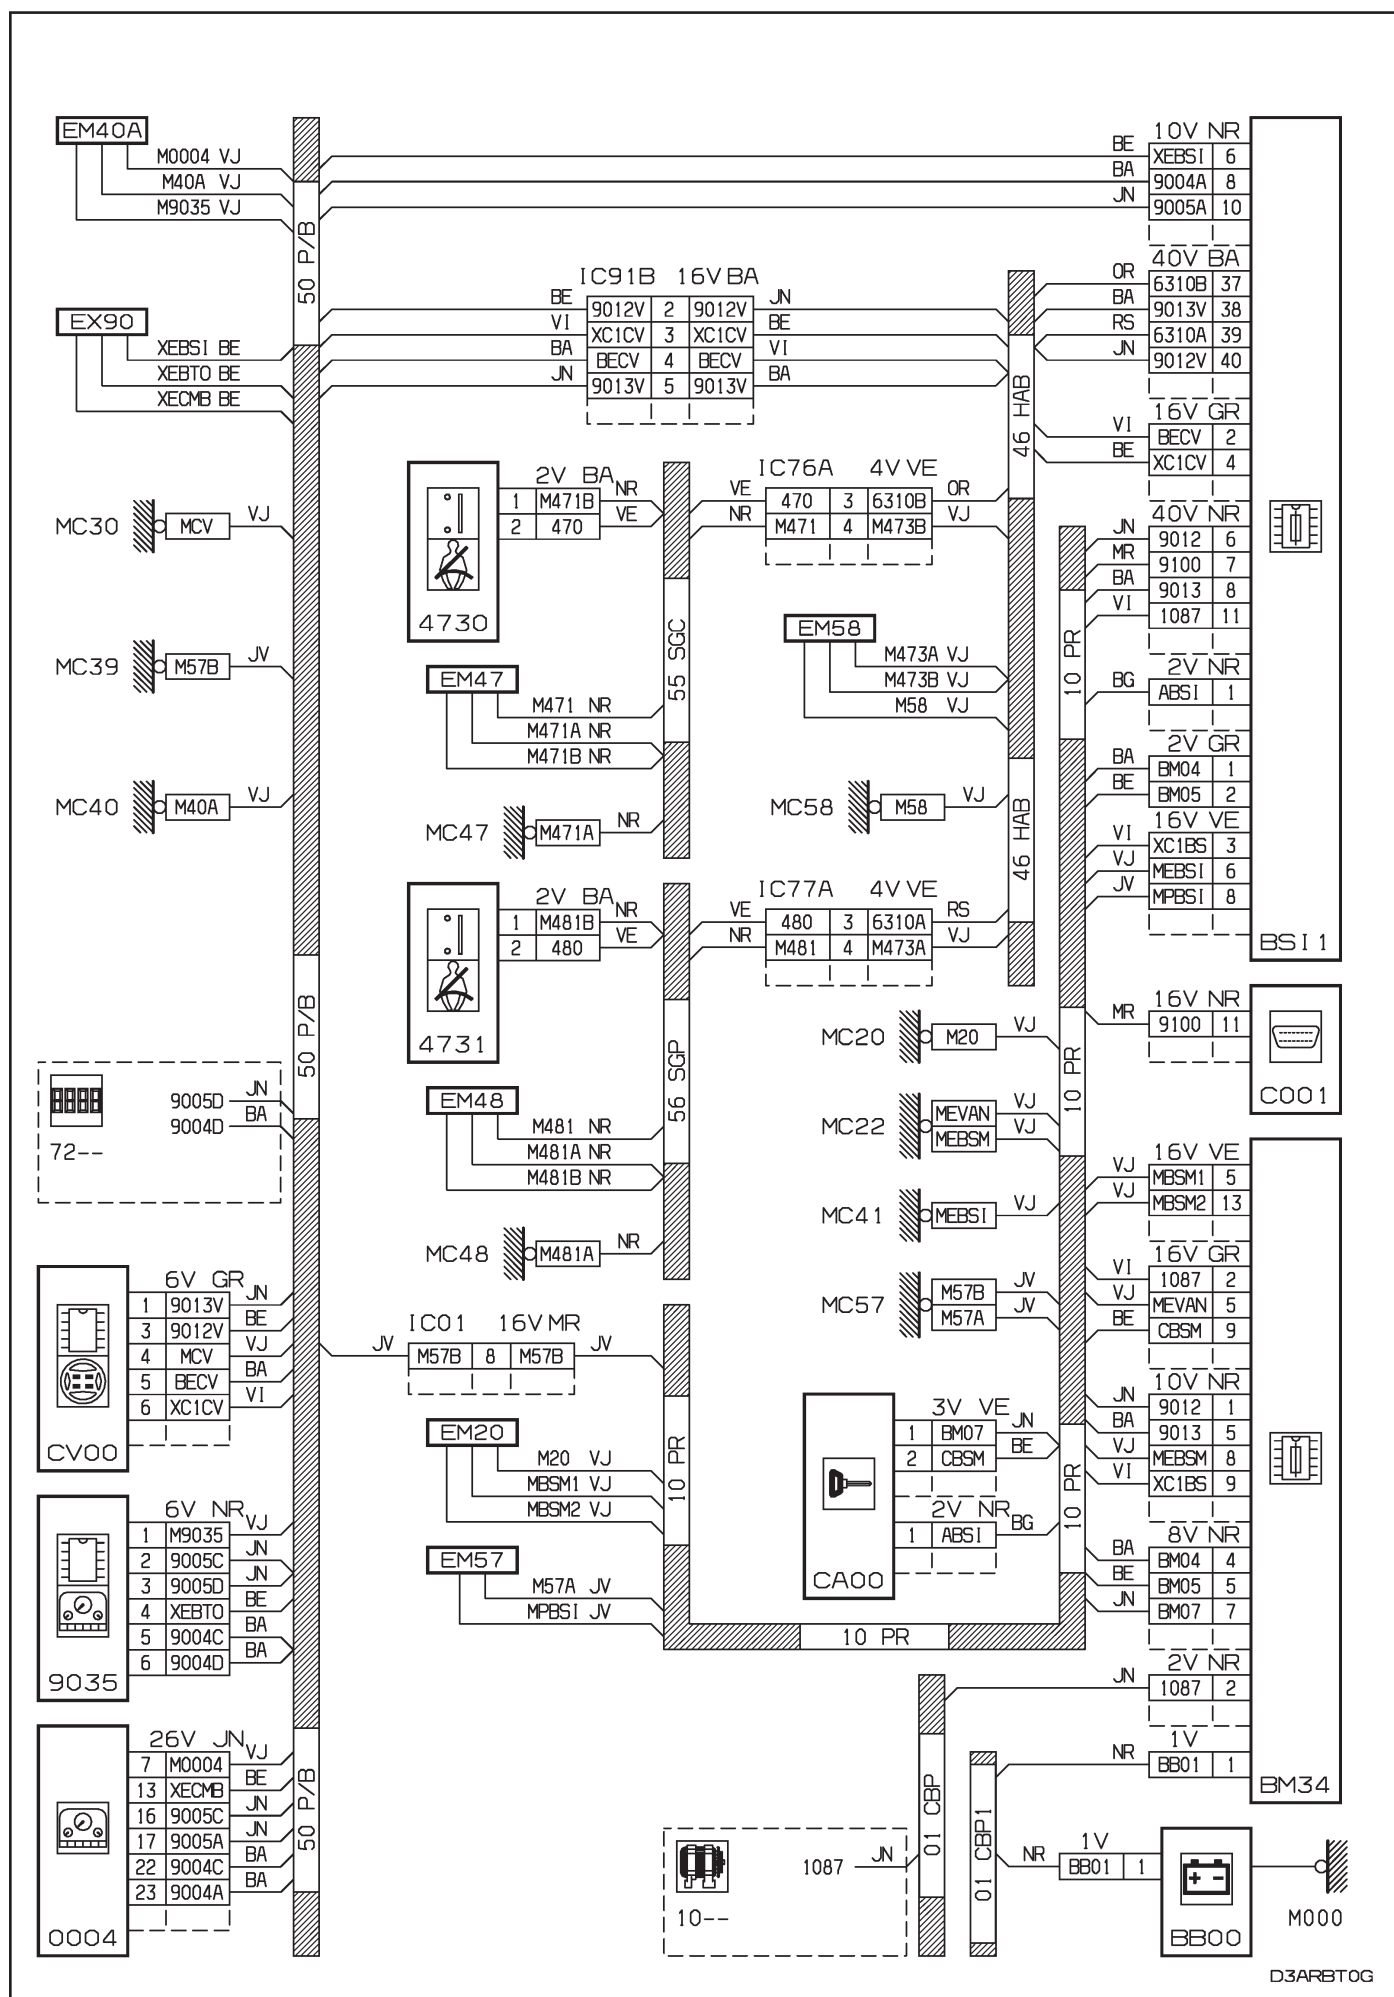 EM40A
M0004 VJ
M40A VJ
M9035 VJ
50 P/B
EX90
XEBSI BE
XEBTO BE
XECMB BE
MC30 MCV VJ
MC39 M57B JV
MC40 M40A VJ
50 P/B
72--
9005D JN
9004D BA
CV00
6V GR
1 9013V JN
3 9012V BE
4 MCV VJ
5 BECV BA
6 XC1CV VI
9035
6V NR
1 M9035 VJ
2 9005C JN
3 9005D JN
4 XEBTO BE
5 9004C BA
6 9004D BA
0004
26V JN
7 M0004 VJ
13 XECMB BE
16 9005C JN
17 9005A JN
22 9004C BA
23 9004A BA
50 P/B
IC91B 16V BA
BE 9012V 2 9012V JN
VI XC1CV 3 XC1CV BE
BA BECV 4 BECV VI
JN 9013V 5 9013V BA
4730
2V BA
1 M471B NR
2 470 VE
EM47
M471 NR
M471A NR
M471B NR
MC47 M471A NR
55 SGC
IC76A 4V VE
VE 470 3 6310B OR
NR M471 4 M473B VJ
EM58
M473A VJ
M473B VJ
M58 VJ
MC58 M58 VJ
46 HAB
46 HAB
4731
2V BA
1 M481B NR
2 480 VE
EM48
M481 NR
M481A NR
M481B NR
MC48 M481A NR
56 SGP
IC77A 4V VE
VE 480 3 6310A RS
NR M481 4 M473A VJ
MC20 M20 VJ
MC22 MEVAN VJ
MEBSM VJ
MC41 MEBSI VJ
MC57 M57B JV
M57A JV
IC01 16V MR
JV M57B 8 M57B JV
EM20
M20 VJ
MBSM1 VJ
MBSM2 VJ
EM57
M57A JV
MPBSI JV
10 PR
10 PR
10 PR
10 PR
10 PR
CA00
3V VE
1 BM07 JN
2 CBSM BE
2V NR
1 ABSI BG
BSI1
10V NR
BE XEBSI 6
BA 9004A 8
JN 9005A 10
40V BA
OR 6310B 37
BA 9013V 38
RS 6310A 39
JN 9012V 40
16V GR
VI BECV 2
BE XC1CV 4
40V NR
JN 9012 6
MR 9100 7
BA 9013 8
VI 1087 11
2V NR
BG ABSI 1
2V GR
BA BM04 1
BE BM05 2
16V VE
VI XC1BS 3
VJ MEBSI 6
JV MPBSI 8
C001
16V NR
MR 9100 11
BM34
16V VE
VJ MBSM1 5
VJ MBSM2 13
16V GR
VI 1087 2
VJ MEVAN 5
BE CBSM 9
10V NR
JN 9012 1
BA 9013 5
VJ MEBSM 8
VI XC1BS 9
8V NR
BA BM04 4
BE BM05 5
JN BM07 7
2V NR
JN 1087 2
1V
NR BB01 1
01 CBP
01 CBP1
10--
1087 JN
NR
1V
BB01 1
BB00
M000
D3ARBT0G